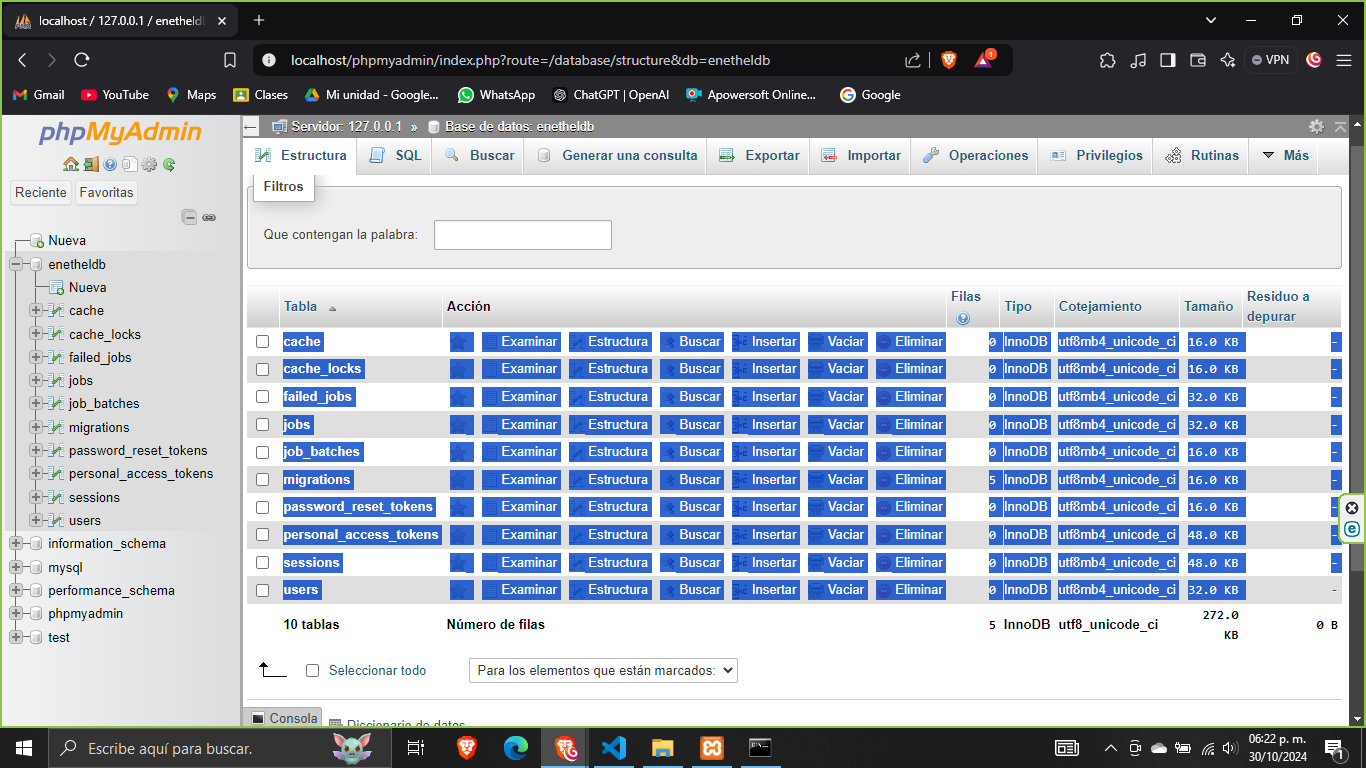 localhost / 127.0.0.1 / enetheld
localhost/phpmyadmin/index.php?route=/database/structure&db=enetheldb
1
VPN
Gmail YouTube Maps Clases Mi unidad - Google... WhatsApp ChatGPT | OpenAI Apowersoft Online... Google
phpMyAdmin
Reciente Favoritas
Nueva
enetheldb
Nueva
cache
cache_locks
failed_jobs
jobs
job_batches
migrations
password_reset_tokens
personal_access_tokens
sessions
users
information_schema
mysql
performance_schema
phpmyadmin
test
Servidor: 127.0.0.1 » Base de datos: enetheldb
Estructura SQL Buscar Generar una consulta Exportar Importar Operaciones Privilegios Rutinas Más
Filtros
Que contengan la palabra:
Tabla Acción Filas Tipo Cotejamiento Tamaño Residuo a depurar
cache Examinar Estructura Buscar Insertar Vaciar Eliminar 0 InnoDB utf8mb4_unicode_ci 16.0 KB -
cache_locks Examinar Estructura Buscar Insertar Vaciar Eliminar 0 InnoDB utf8mb4_unicode_ci 16.0 KB -
failed_jobs Examinar Estructura Buscar Insertar Vaciar Eliminar 0 InnoDB utf8mb4_unicode_ci 32.0 KB -
jobs Examinar Estructura Buscar Insertar Vaciar Eliminar 0 InnoDB utf8mb4_unicode_ci 32.0 KB -
job_batches Examinar Estructura Buscar Insertar Vaciar Eliminar 0 InnoDB utf8mb4_unicode_ci 16.0 KB -
migrations Examinar Estructura Buscar Insertar Vaciar Eliminar 5 InnoDB utf8mb4_unicode_ci 16.0 KB -
password_reset_tokens Examinar Estructura Buscar Insertar Vaciar Eliminar 0 InnoDB utf8mb4_unicode_ci 16.0 KB -
personal_access_tokens Examinar Estructura Buscar Insertar Vaciar Eliminar 0 InnoDB utf8mb4_unicode_ci 48.0 KB -
sessions Examinar Estructura Buscar Insertar Vaciar Eliminar 0 InnoDB utf8mb4_unicode_ci 48.0 KB -
users Examinar Estructura Buscar Insertar Vaciar Eliminar 0 InnoDB utf8mb4_unicode_ci 32.0 KB -
10 tablas Número de filas 5 InnoDB utf8_unicode_ci 272.0 KB 0 B
Seleccionar todo Para los elementos que están marcados:
Consola Diccionario de datos
Escribe aquí para buscar.
06:22 p. m.
30/10/2024
1